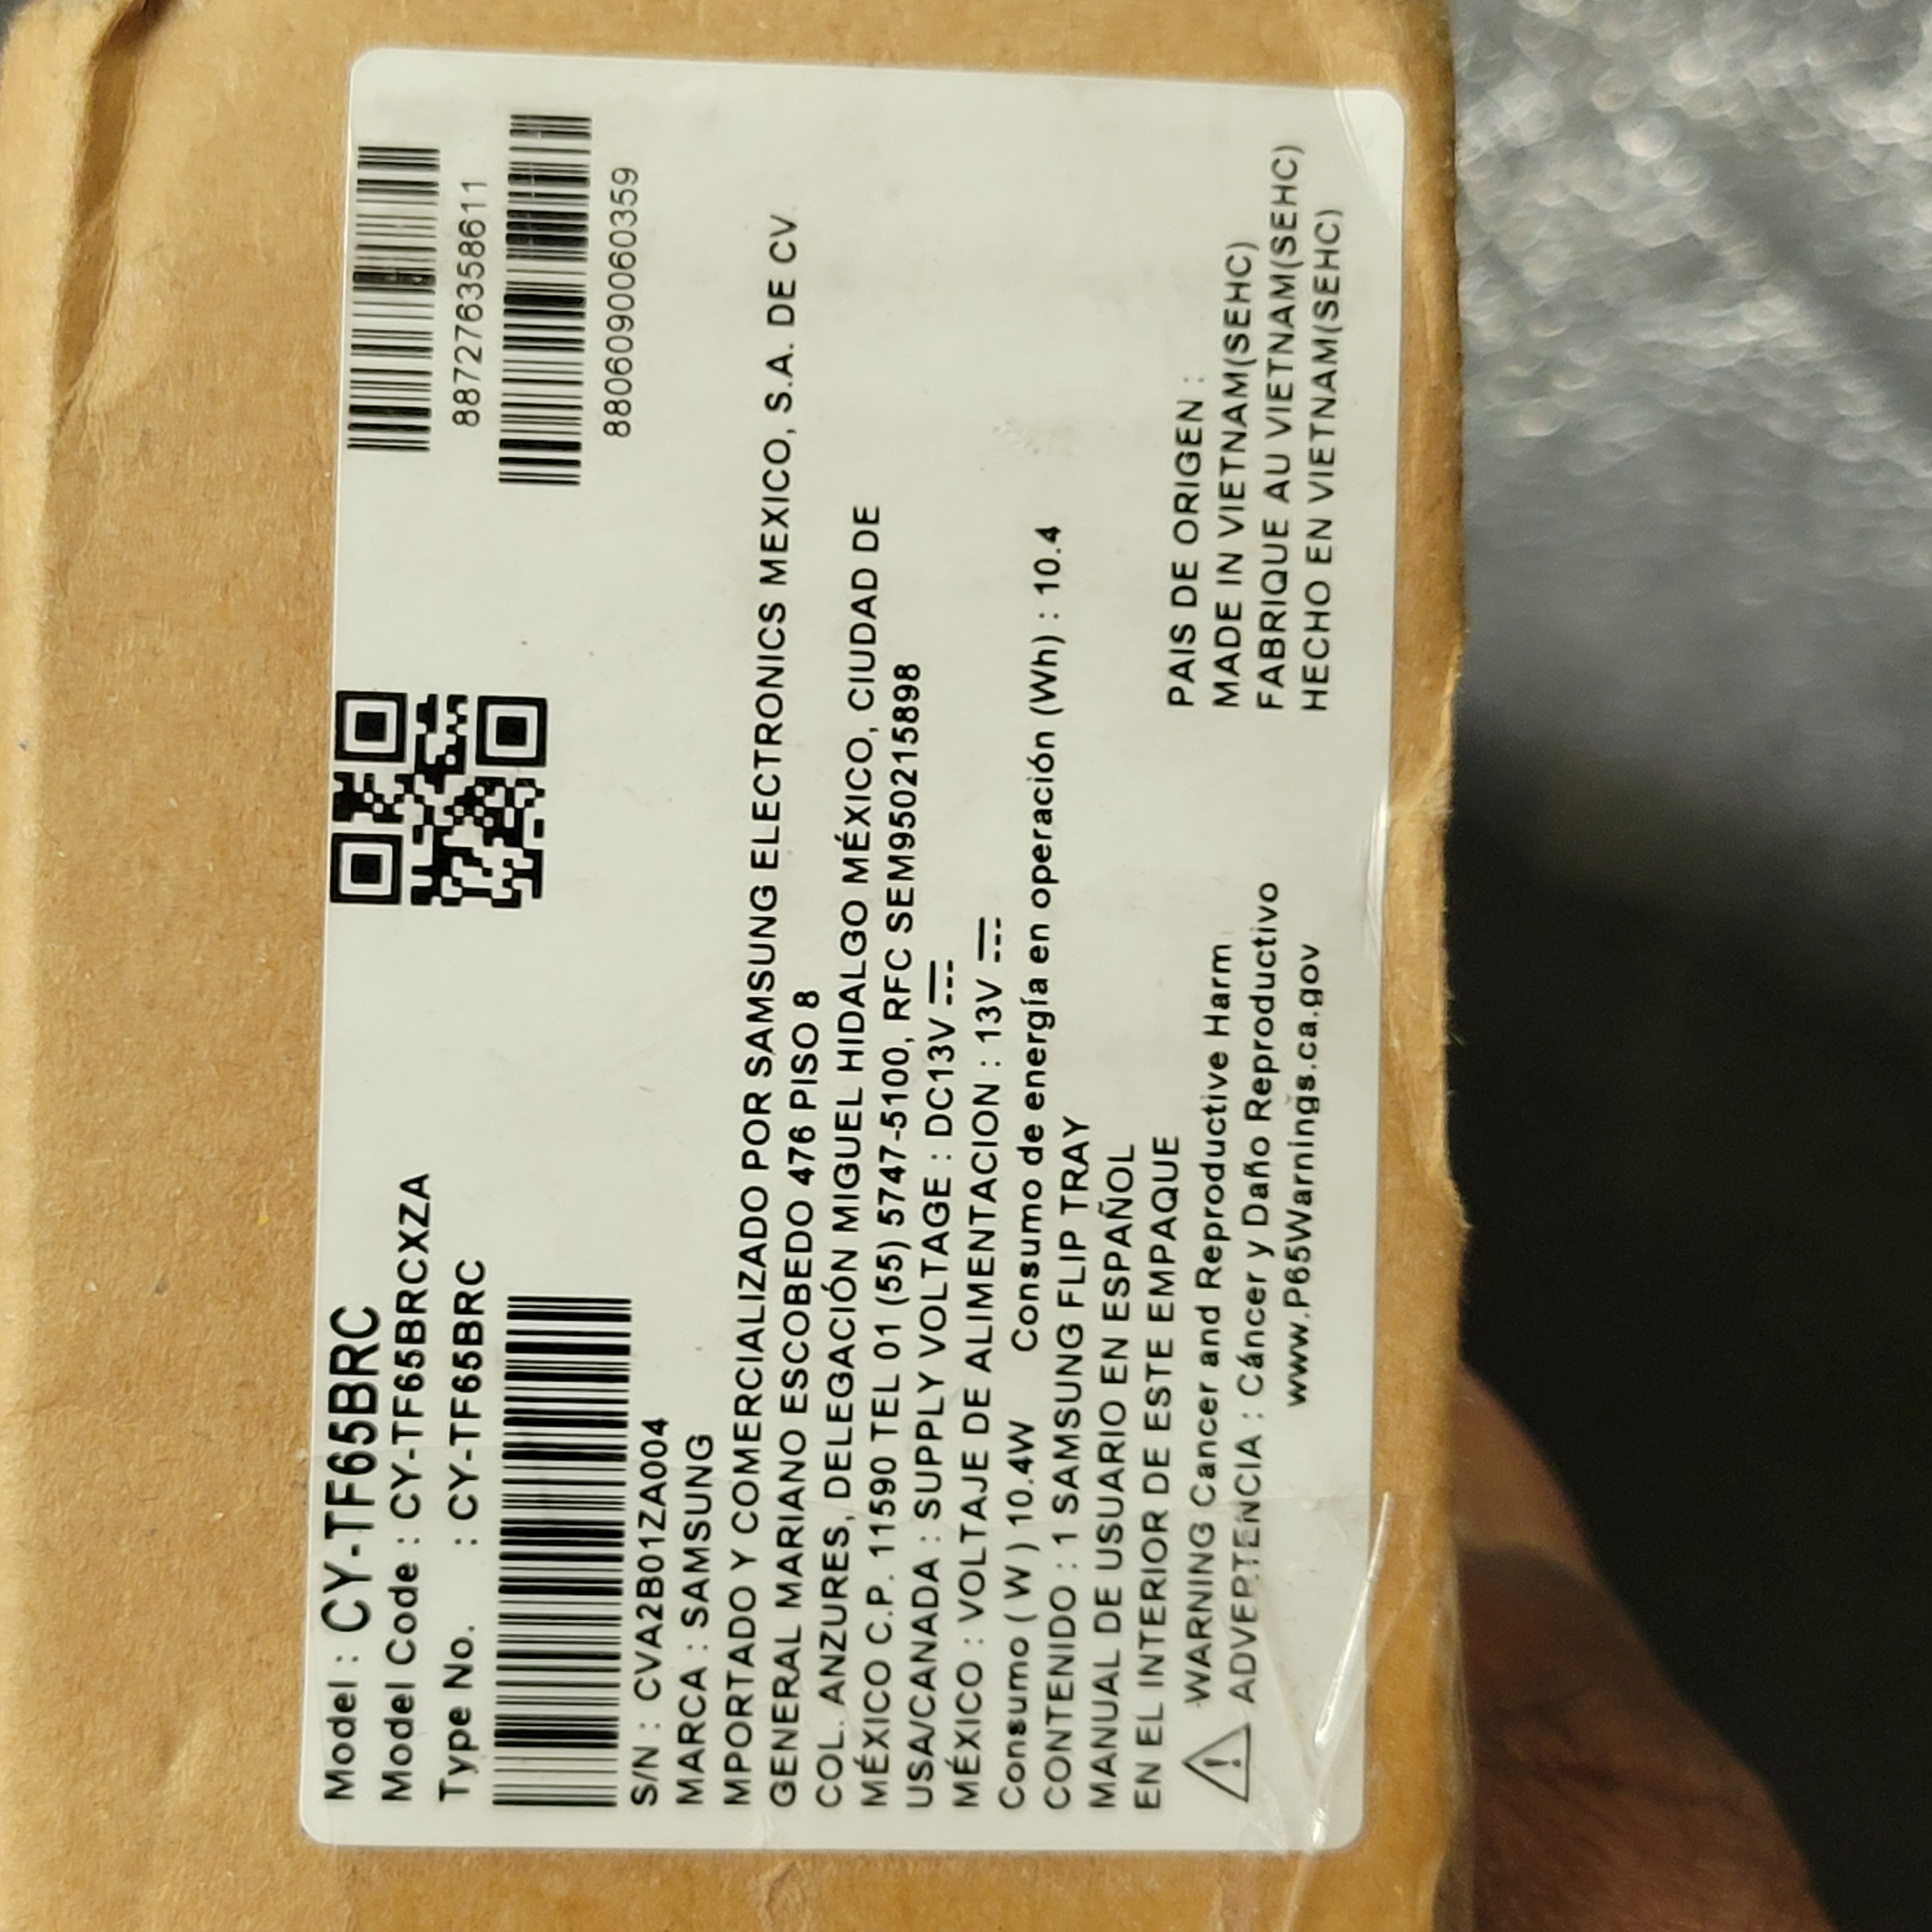 Model : CY-TF65BRC
Model Code : CY-TF65BRCXZA
Type No. : CY-TF65BRC
887276358611
8806090060359
S/N : CVA2B01ZA004
MARCA : SAMSUNG
MPORTADO Y COMERCIALIZADO POR SAMSUNG ELECTRONICS MEXICO, S.A. DE CV
GENERAL MARIANO ESCOBEDO 476 PISO 8
COL. ANZURES, DELEGACIÓN MIGUEL HIDALGO MÉXICO, CIUDAD DE
MÉXICO C.P. 11590 TEL 01 (55) 5747-5100, RFC SEM950215898
USA/CANADA : SUPPLY VOLTAGE : DC13V ⎓
MÉXICO : VOLTAJE DE ALIMENTACION : 13V ⎓
Consumo ( W ) 10.4W Consumo de energía en operación (Wh) : 10.4
CONTENIDO : 1 SAMSUNG FLIP TRAY
MANUAL DE USUARIO EN ESPAÑOL
EN EL INTERIOR DE ESTE EMPAQUE
WARNING Cancer and Reproductive Harm
ADVERTENCIA : Cáncer y Daño Reproductivo
www.P65Warnings.ca.gov
PAIS DE ORIGEN :
MADE IN VIETNAM(SEHC)
FABRIQUE AU VIETNAM(SEHC)
HECHO EN VIETNAM(SEHC)